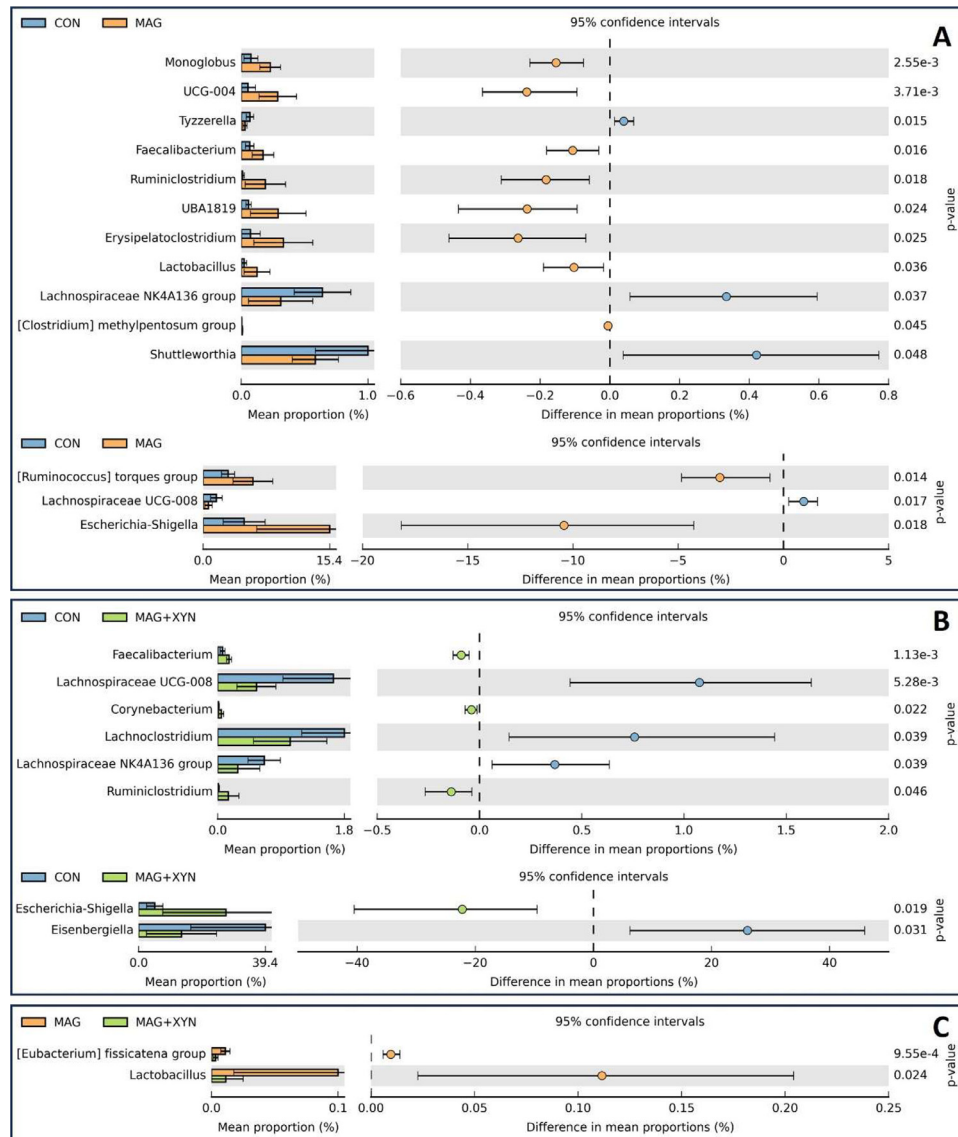 CON MAG 95% confidence intervals A
Monoglobus 2.55e-3
UCG-004 3.71e-3
Tyzzerella 0.015
Faecalibacterium 0.016
Ruminiclostridium 0.018
UBA1819 0.024
Erysipelatoclostridium 0.025
Lactobacillus 0.036
Lachnospiraceae NK4A136 group 0.037
[Clostridium] methylpentosum group 0.045
Shuttleworthia 0.048
p-value
0.0 1.0 −0.6 −0.4 −0.2 0.0 0.2 0.4 0.6 0.8
Mean proportion (%) Difference in mean proportions (%)
CON MAG 95% confidence intervals
[Ruminococcus] torques group 0.014
Lachnospiraceae UCG-008 0.017
Escherichia-Shigella 0.018
p-value
0.0 15.4 −20 −15 −10 −5 0 5
Mean proportion (%) Difference in mean proportions (%)
CON MAG+XYN 95% confidence intervals B
Faecalibacterium 1.13e-3
Lachnospiraceae UCG-008 5.28e-3
Corynebacterium 0.022
Lachnoclostridium 0.039
Lachnospiraceae NK4A136 group 0.039
Ruminiclostridium 0.046
p-value
0.0 1.8 −0.5 0.0 0.5 1.0 1.5 2.0
Mean proportion (%) Difference in mean proportions (%)
CON MAG+XYN 95% confidence intervals
Escherichia-Shigella 0.019
Eisenbergiella 0.031
p-value
0.0 39.4 −40 −20 0 20 40
Mean proportion (%) Difference in mean proportions (%)
MAG MAG+XYN 95% confidence intervals C
[Eubacterium] fissicatena group 9.55e-4
Lactobacillus 0.024
p-value
0.0 0.1 0.00 0.05 0.10 0.15 0.20 0.25
Mean proportion (%) Difference in mean proportions (%)